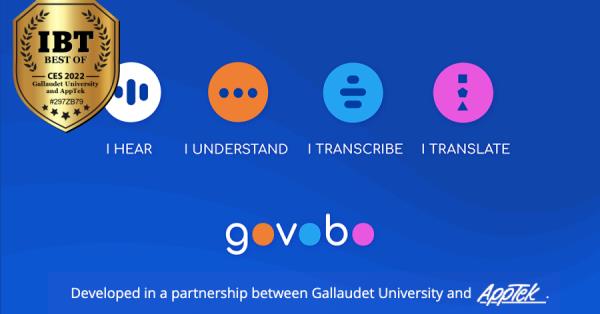 IBT
BEST OF
CES 2022
Gallaudet University
and AppTek
#297ZB79
I HEAR
I UNDERSTAND
I TRANSCRIBE
I TRANSLATE
govobo
Developed in a partnership between Gallaudet University and AppTek.